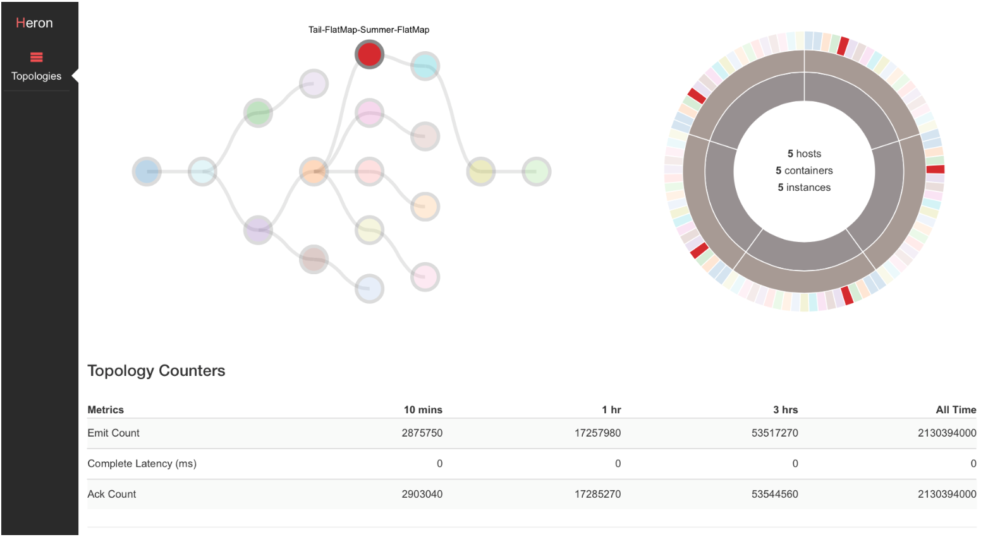 Heron
Topologies
Tail-FlatMap-Summer-FlatMap
5 hosts
5 containers
5 instances
Topology Counters
Metrics 10 mins 1 hr 3 hrs All Time
Emit Count 2875750 17257980 53517270 2130394000
Complete Latency (ms) 0 0 0 0
Ack Count 2903040 17285270 53544560 2130394000